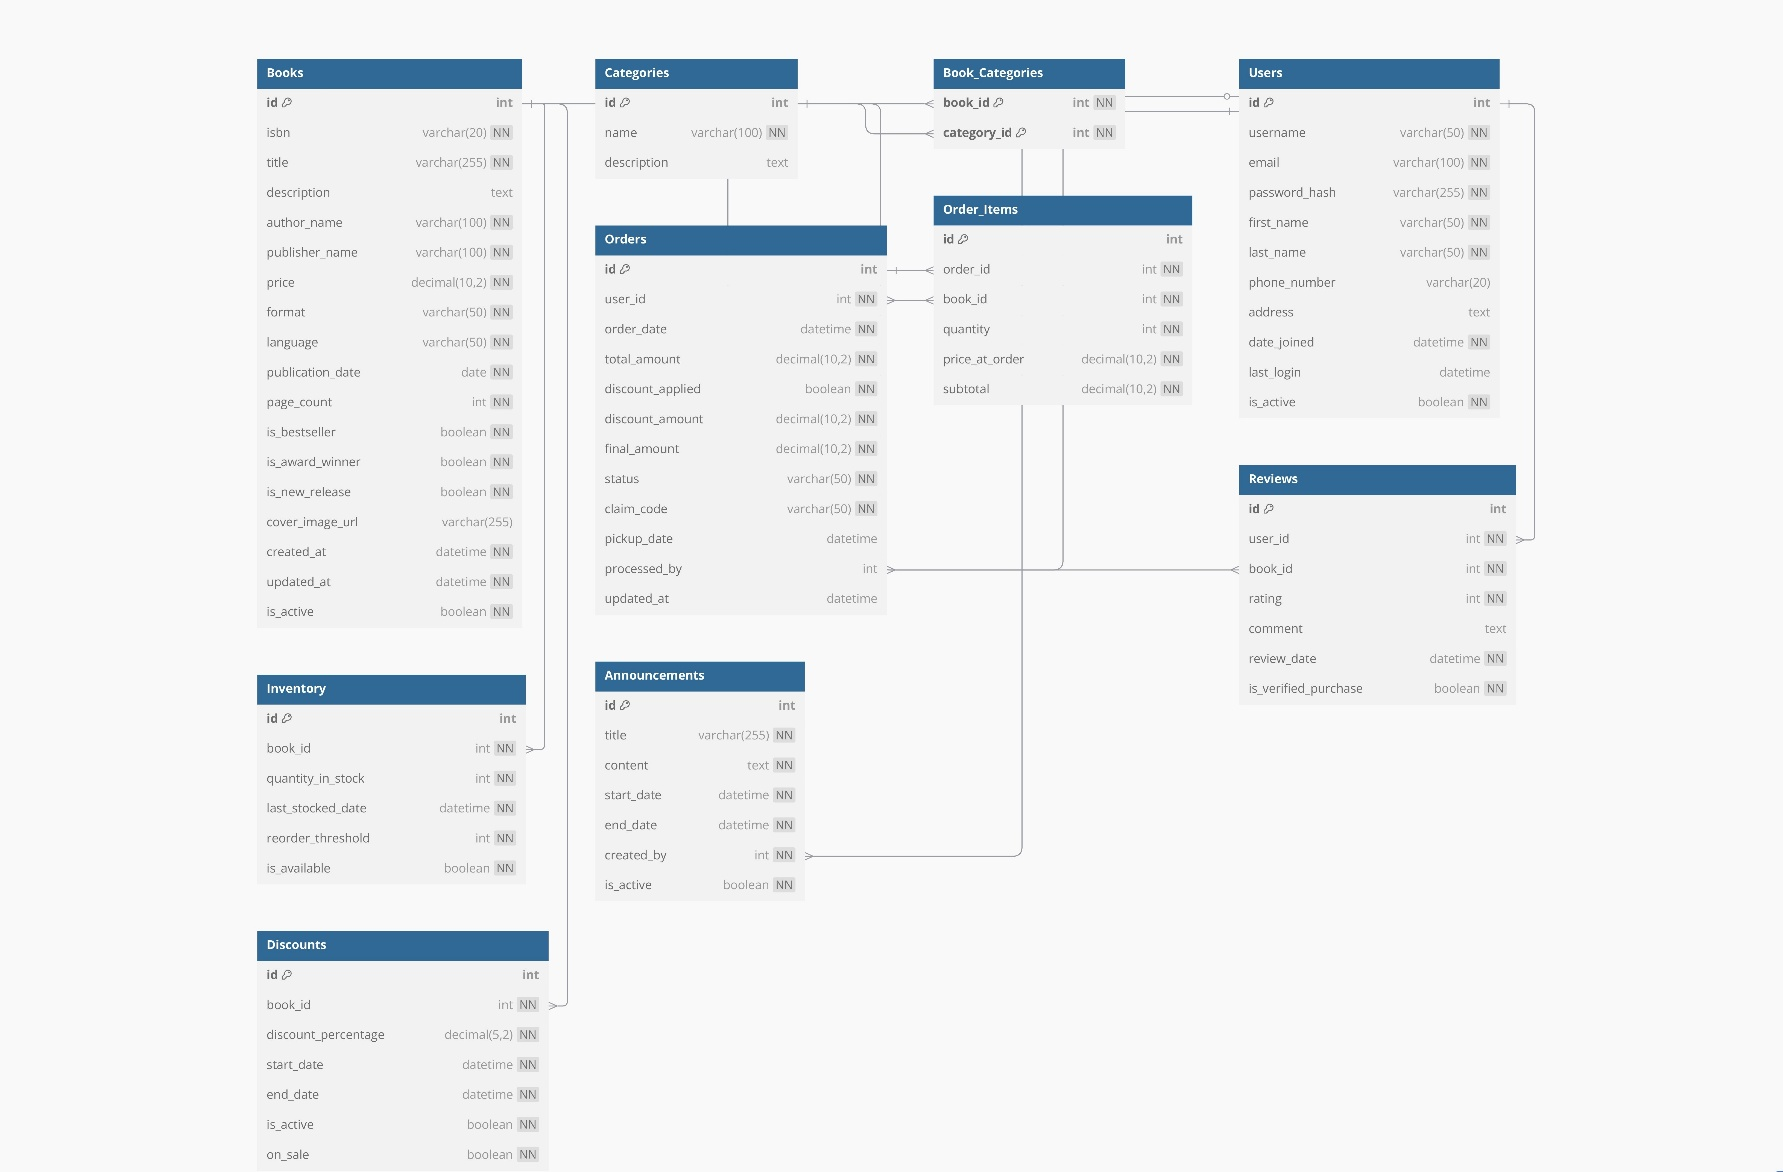 Books
id int
isbn varchar(20) NN
title varchar(255) NN
description text
author_name varchar(100) NN
publisher_name varchar(100) NN
price decimal(10,2) NN
format varchar(50) NN
language varchar(50) NN
publication_date date NN
page_count int NN
is_bestseller boolean NN
is_award_winner boolean NN
is_new_release boolean NN
cover_image_url varchar(255)
created_at datetime NN
updated_at datetime NN
is_active boolean NN
Inventory
id int
book_id int NN
quantity_in_stock int NN
last_stocked_date datetime NN
reorder_threshold int NN
is_available boolean NN
Discounts
id int
book_id int NN
discount_percentage decimal(5,2) NN
start_date datetime NN
end_date datetime NN
is_active boolean NN
on_sale boolean NN
Categories
id int
name varchar(100) NN
description text
Orders
id int
user_id int NN
order_date datetime NN
total_amount decimal(10,2) NN
discount_applied boolean NN
discount_amount decimal(10,2) NN
final_amount decimal(10,2) NN
status varchar(50) NN
claim_code varchar(50) NN
pickup_date datetime
processed_by int
updated_at datetime
Announcements
id int
title varchar(255) NN
content text NN
start_date datetime NN
end_date datetime NN
created_by int NN
is_active boolean NN
Book_Categories
book_id int NN
category_id int NN
Order_Items
id int
order_id int NN
book_id int NN
quantity int NN
price_at_order decimal(10,2) NN
subtotal decimal(10,2) NN
Users
id int
username varchar(50) NN
email varchar(100) NN
password_hash varchar(255) NN
first_name varchar(50) NN
last_name varchar(50) NN
phone_number varchar(20)
address text
date_joined datetime NN
last_login datetime
is_active boolean NN
Reviews
id int
user_id int NN
book_id int NN
rating int NN
comment text
review_date datetime NN
is_verified_purchase boolean NN